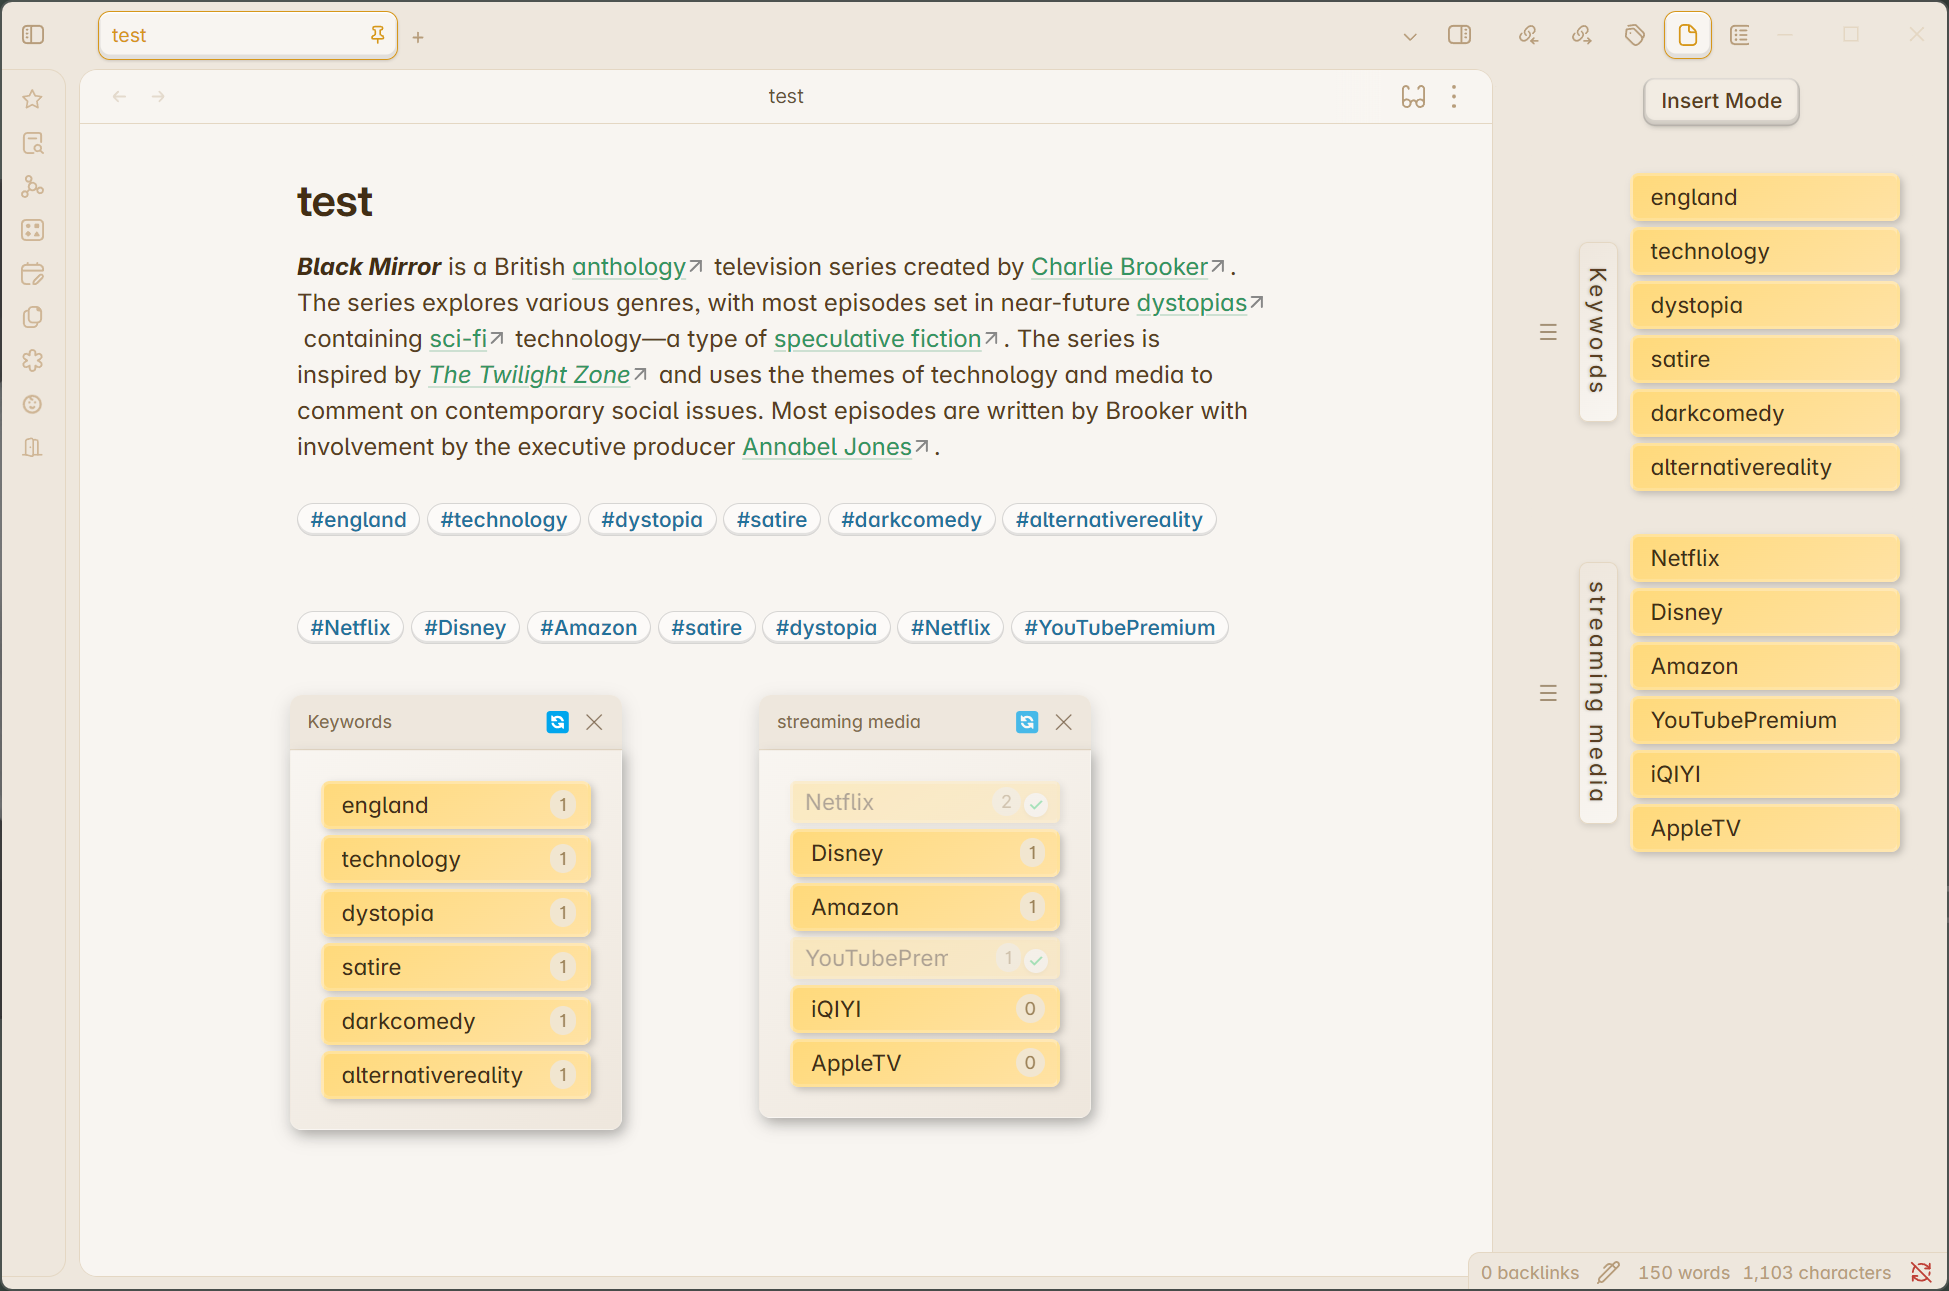 test
test
Insert Mode
test
Black Mirror is a British anthology television series created by Charlie Brooker.
The series explores various genres, with most episodes set in near-future dystopias
containing sci-fi technology—a type of speculative fiction. The series is
inspired by The Twilight Zone and uses the themes of technology and media to
comment on contemporary social issues. Most episodes are written by Brooker with
involvement by the executive producer Annabel Jones.
#england #technology #dystopia #satire #darkcomedy #alternativereality
#Netflix #Disney #Amazon #satire #dystopia #Netflix #YouTubePremium
Keywords
england 1
technology 1
dystopia 1
satire 1
darkcomedy 1
alternativereality 1
streaming media
Netflix 2
Disney 1
Amazon 1
YouTubePrem 1
iQIYI 0
AppleTV 0
Keywords
england
technology
dystopia
satire
darkcomedy
alternativereality
streaming media
Netflix
Disney
Amazon
YouTubePremium
iQIYI
AppleTV
0 backlinks 150 words 1,103 characters